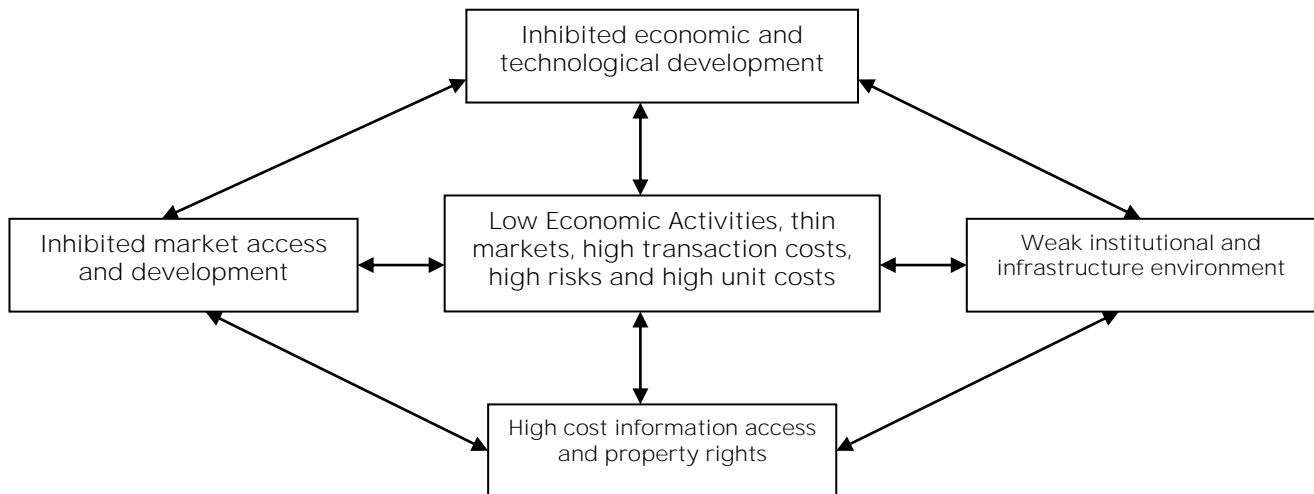 Inhibited economic and
technological development
Inhibited market access
and development
Low Economic Activities, thin
markets, high transaction costs,
high risks and high unit costs
Weak institutional and
infrastructure environment
High cost information access
and property rights